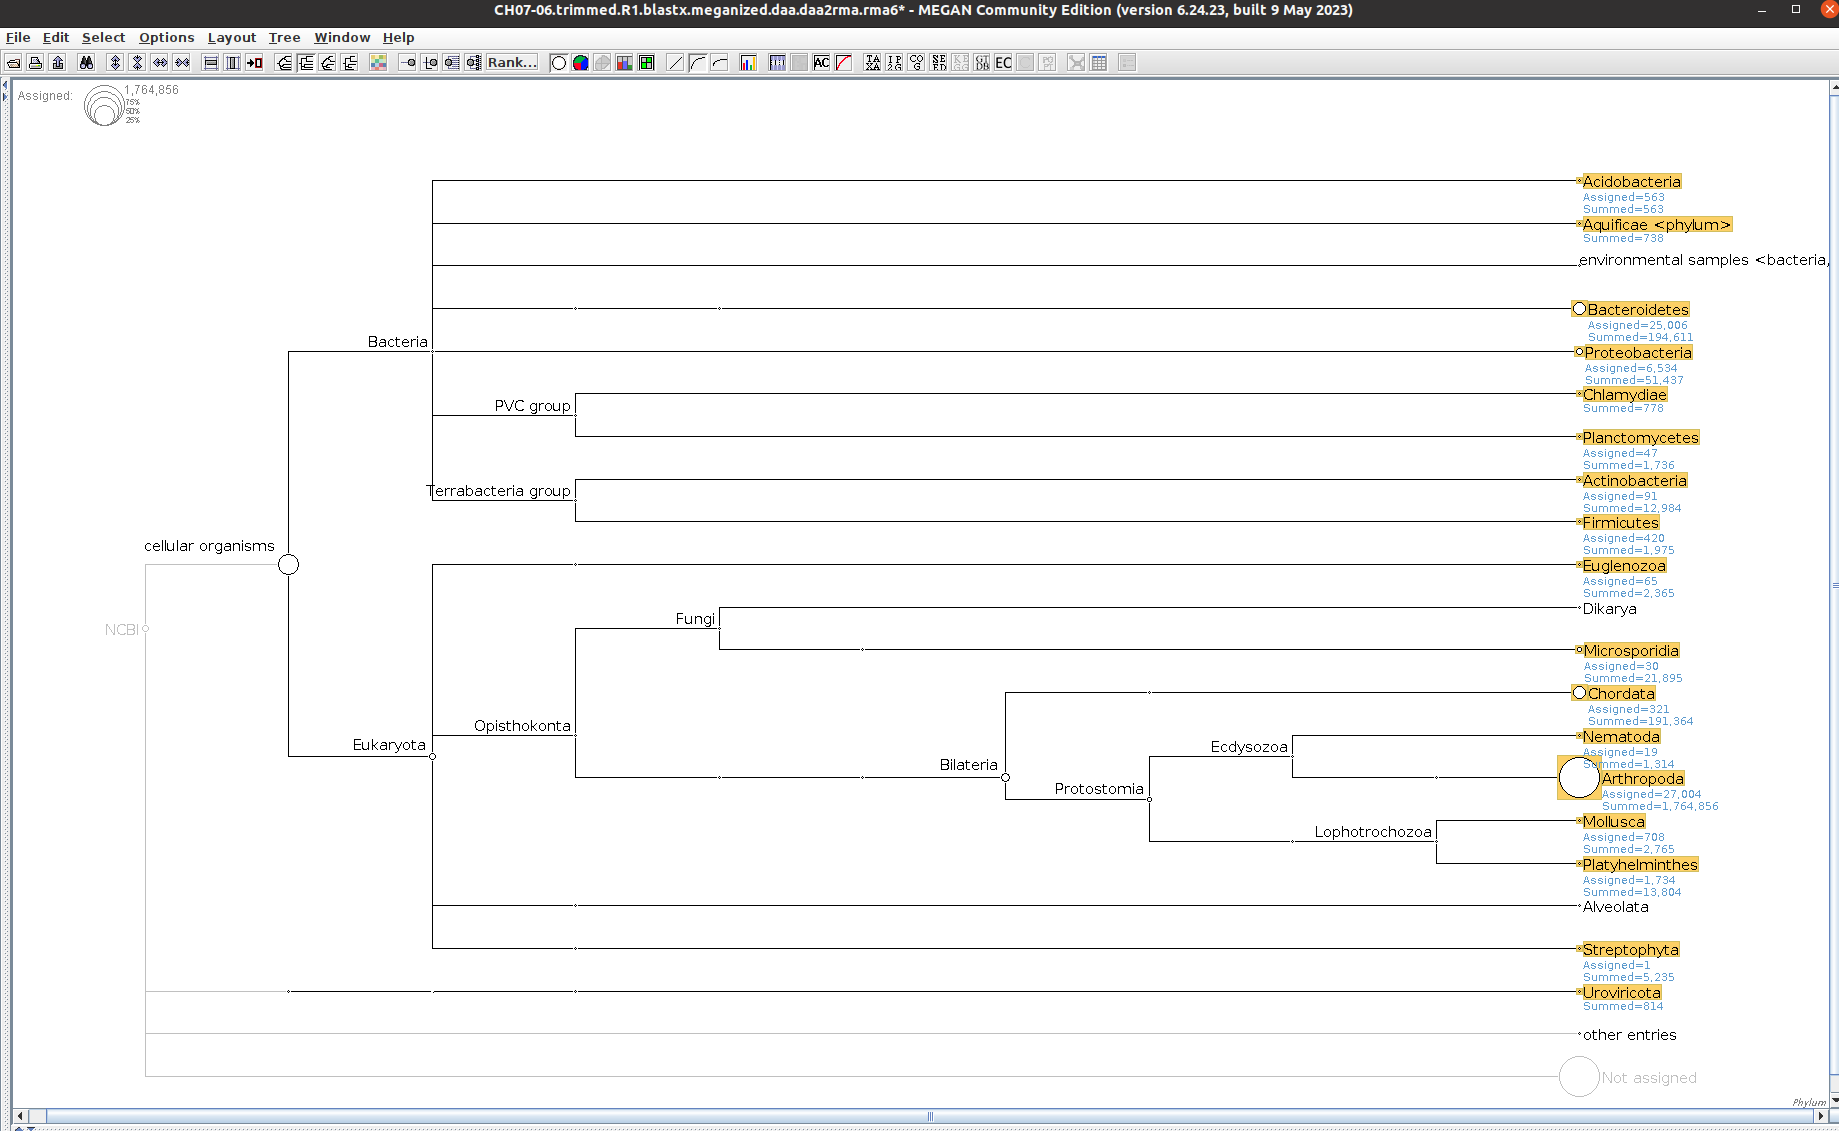 CH07-06.trimmed.R1.blastx.meganized.daa.daa2rma.rma6* - MEGAN Community Edition (version 6.24.23, built 9 May 2023)
File Edit Select Options Layout Tree Window Help
Rank... AC EC
Assigned: 1,764,856
75%
50%
25%
Acidobacteria
Assigned=563
Summed=563
Aquificae <phylum>
Summed=738
environmental samples <bacteria,
Bacteroidetes
Assigned=25,006
Summed=194,611
Bacteria
Proteobacteria
Assigned=6,534
Summed=51,437
Chlamydiae
Summed=778
PVC group
Planctomycetes
Assigned=47
Summed=1,736
Actinobacteria
Assigned=91
Summed=12,984
Terrabacteria group
Firmicutes
Assigned=420
Summed=1,975
cellular organisms
Euglenozoa
Assigned=65
Summed=2,365
Dikarya
Fungi
NCBI
Microsporidia
Assigned=30
Summed=21,895
Chordata
Assigned=321
Summed=191,364
Opisthokonta
Nematoda
Assigned=19
Summed=1,314
Eukaryota
Ecdysozoa
Bilateria
Arthropoda
Assigned=27,004
Summed=1,764,856
Protostomia
Mollusca
Assigned=708
Summed=2,765
Lophotrochozoa
Platyhelminthes
Assigned=1,734
Summed=13,804
Alveolata
Streptophyta
Assigned=1
Summed=5,235
Uroviricota
Summed=814
other entries
Not assigned
Phylum